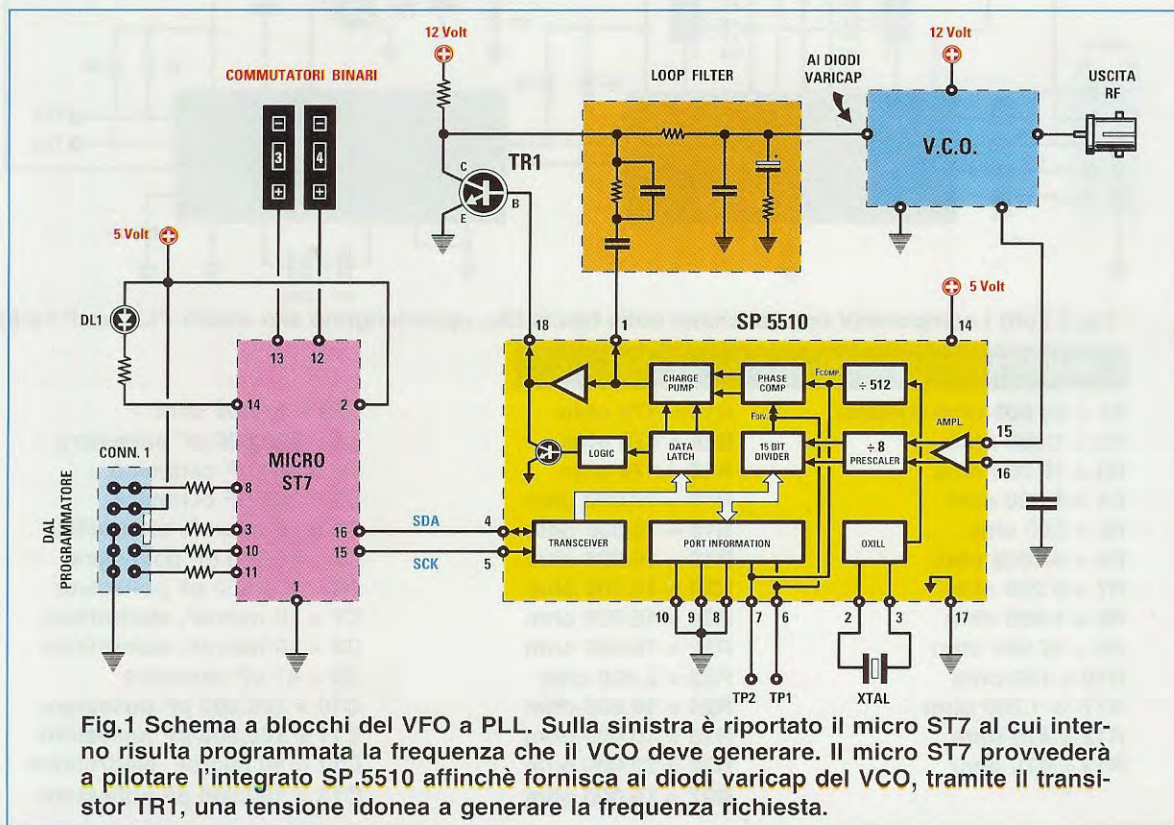 12 Volt
COMMUTATORI BINARI
3
4
5 Volt
DL1
14
13
12
2
CONN. 1
DAL
PROGRAMMATORE
8
3
10
11
MICRO
ST7
16
15
1
SDA
SCK
C
B
E
TR1
LOOP FILTER
AI DIODI
VARICAP
12 Volt
V.C.O.
USCITA
RF
5 Volt
SP.5510
18
1
14
CHARGE
PUMP
PHASE
COMP
FCOMP.
÷ 512
AMPL.
15
16
LOGIC
DATA
LATCH
FDIV.
15 BIT
DIVIDER
÷ 8
PRESCALER
4
5
TRANSCEIVER
PORT INFORMATION
OXILL
10
9
8
7
6
2
3
17
TP2
TP1
XTAL
Fig.1 Schema a blocchi del VFO a PLL. Sulla sinistra è riportato il micro ST7 al cui inter-
no risulta programmata la frequenza che il VCO deve generare. Il micro ST7 provvederà
a pilotare l'integrato SP.5510 affinchè fornisca ai diodi varicap del VCO, tramite il transi-
stor TR1, una tensione idonea a generare la frequenza richiesta.